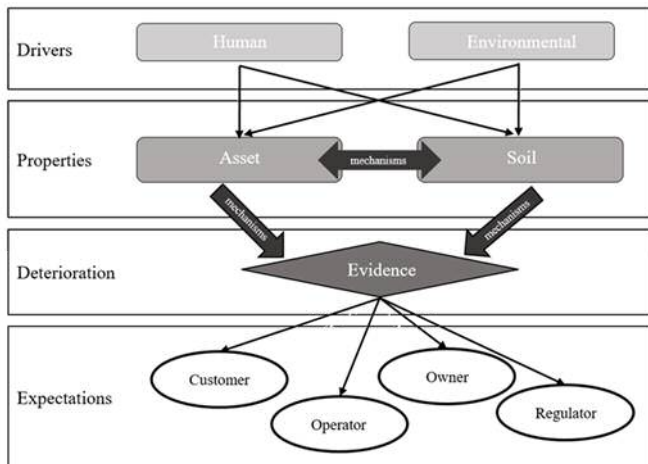 Drivers
Human
Environmental
Properties
Asset
mechanisms
Soil
mechanisms
mechanisms
Deterioration
Evidence
Expectations
Customer
Operator
Owner
Regulator